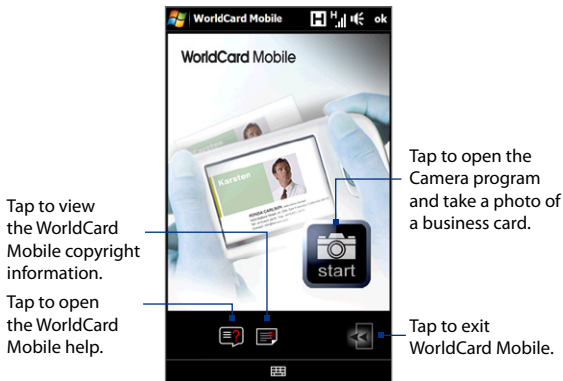 WorldCard Mobile
H
H
ok
WorldCard Mobile
Karsten
Karsten
start
Tap to open the
Camera program
and take a photo of
a business card.
Tap to view
the WorldCard
Mobile copyright
information.
Tap to open
the WorldCard
Mobile help.
Tap to exit
WorldCard Mobile.